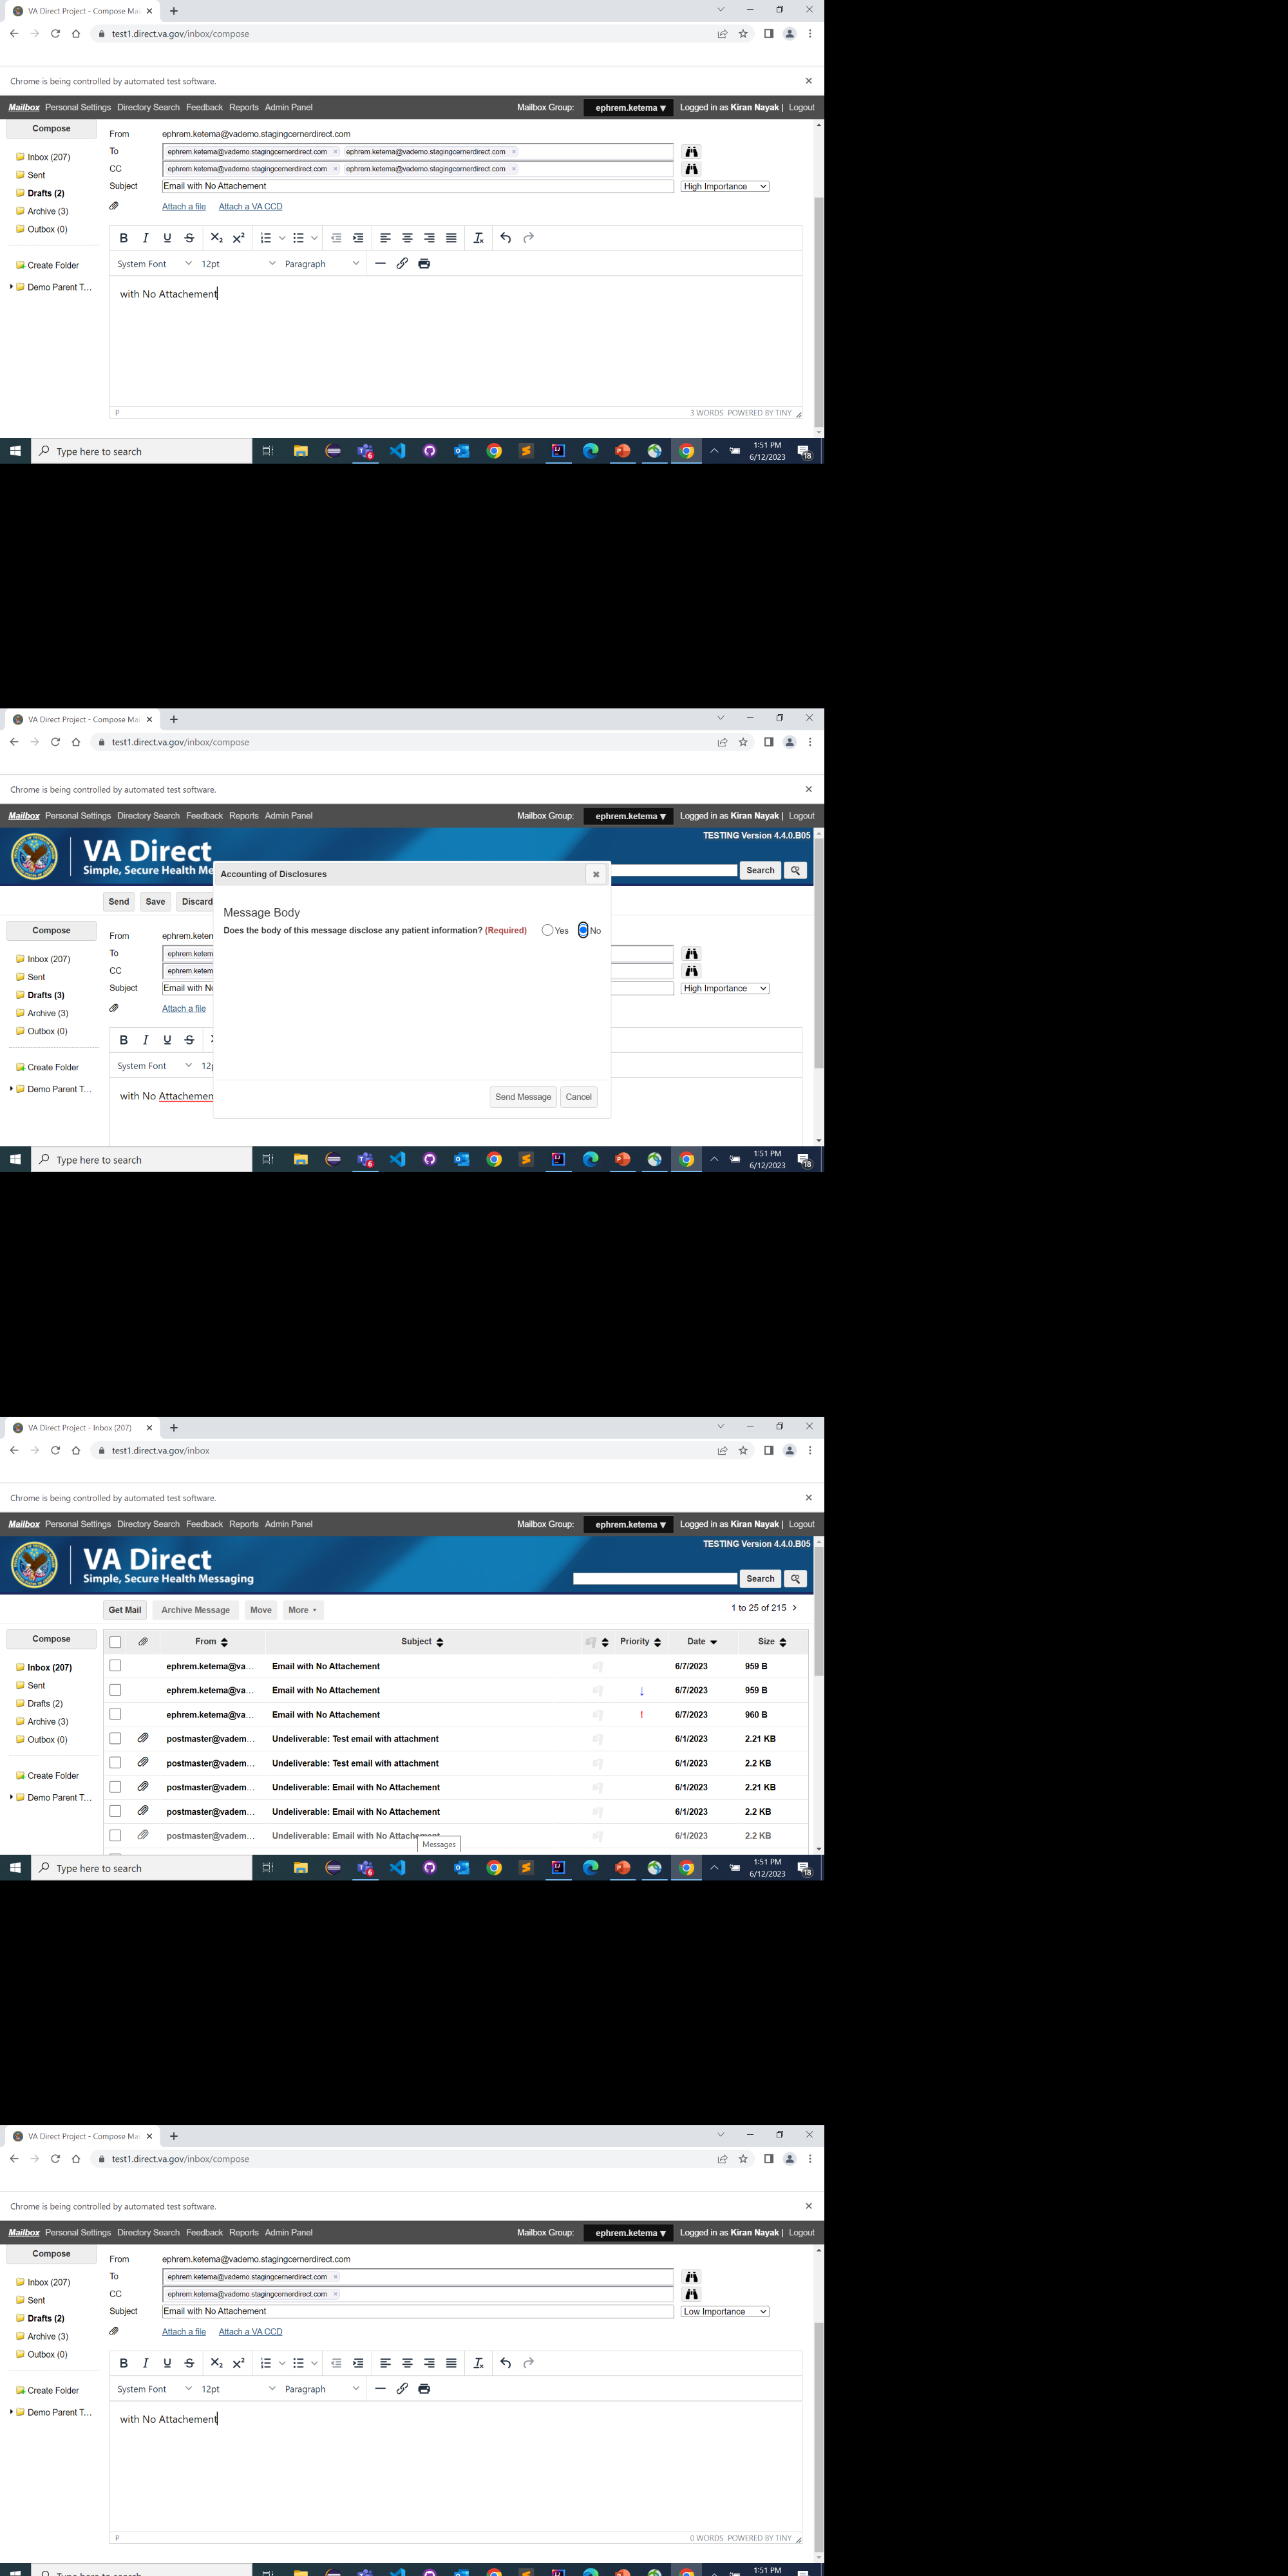 VA Direct Project - Compose Ma
test1.direct.va.gov/inbox/compose
Chrome is being controlled by automated test software.
Mailbox Personal Settings Directory Search Feedback Reports Admin Panel Mailbox Group: ephrem.ketema ▼ Logged in as Kiran Nayak | Logout
Compose
From ephrem.ketema@vademo.stagingcernerdirect.com
To ephrem.ketema@vademo.stagingcernerdirect.com × ephrem.ketema@vademo.stagingcernerdirect.com ×
Inbox (207)
CC ephrem.ketema@vademo.stagingcernerdirect.com × ephrem.ketema@vademo.stagingcernerdirect.com ×
Sent
Subject Email with No Attachement High Importance
Drafts (2)
Attach a file Attach a VA CCD
Archive (3)
Outbox (0)
B I U S X₂ X²
Create Folder
System Font 12pt Paragraph
Demo Parent T...
with No Attachement
P 3 WORDS POWERED BY TINY
Type here to search
1:51 PM
6/12/2023
18
VA Direct Project - Compose Ma
test1.direct.va.gov/inbox/compose
Chrome is being controlled by automated test software.
Mailbox Personal Settings Directory Search Feedback Reports Admin Panel Mailbox Group: ephrem.ketema ▼ Logged in as Kiran Nayak | Logout
TESTING Version 4.4.0.B05
VA Direct
Simple, Secure Health Me
Search
Accounting of Disclosures
Send Save Discard
Message Body
Does the body of this message disclose any patient information? (Required) Yes No
Compose
From ephrem.keter
To ephrem.ketem
Inbox (207)
CC ephrem.ketem
Sent
Subject Email with No High Importance
Drafts (3)
Attach a file
Archive (3)
Outbox (0)
B I U S
Create Folder
System Font 12p
Demo Parent T...
with No Attachemen
Send Message Cancel
Type here to search
1:51 PM
6/12/2023
18
VA Direct Project - Inbox (207)
test1.direct.va.gov/inbox
Chrome is being controlled by automated test software.
Mailbox Personal Settings Directory Search Feedback Reports Admin Panel Mailbox Group: ephrem.ketema ▼ Logged in as Kiran Nayak | Logout
TESTING Version 4.4.0.B05
VA Direct
Simple, Secure Health Messaging
Search
Get Mail Archive Message Move More 1 to 25 of 215 >
Compose
From Subject Priority Date Size
Inbox (207)
ephrem.ketema@va... Email with No Attachement 6/7/2023 959 B
Sent
ephrem.ketema@va... Email with No Attachement ↓ 6/7/2023 959 B
Drafts (2)
ephrem.ketema@va... Email with No Attachement ! 6/7/2023 960 B
Archive (3)
Outbox (0)
postmaster@vadem... Undeliverable: Test email with attachment 6/1/2023 2.21 KB
postmaster@vadem... Undeliverable: Test email with attachment 6/1/2023 2.2 KB
Create Folder
postmaster@vadem... Undeliverable: Email with No Attachement 6/1/2023 2.21 KB
Demo Parent T...
postmaster@vadem... Undeliverable: Email with No Attachement 6/1/2023 2.2 KB
postmaster@vadem... Undeliverable: Email with No Attachement 6/1/2023 2.2 KB
Messages
Type here to search
1:51 PM
6/12/2023
18
VA Direct Project - Compose Ma
test1.direct.va.gov/inbox/compose
Chrome is being controlled by automated test software.
Mailbox Personal Settings Directory Search Feedback Reports Admin Panel Mailbox Group: ephrem.ketema ▼ Logged in as Kiran Nayak | Logout
Compose
From ephrem.ketema@vademo.stagingcernerdirect.com
To ephrem.ketema@vademo.stagingcernerdirect.com ×
Inbox (207)
CC ephrem.ketema@vademo.stagingcernerdirect.com ×
Sent
Subject Email with No Attachement Low Importance
Drafts (2)
Attach a file Attach a VA CCD
Archive (3)
Outbox (0)
B I U S X₂ X²
Create Folder
System Font 12pt Paragraph
Demo Parent T...
with No Attachement
P 0 WORDS POWERED BY TINY
1:51 PM